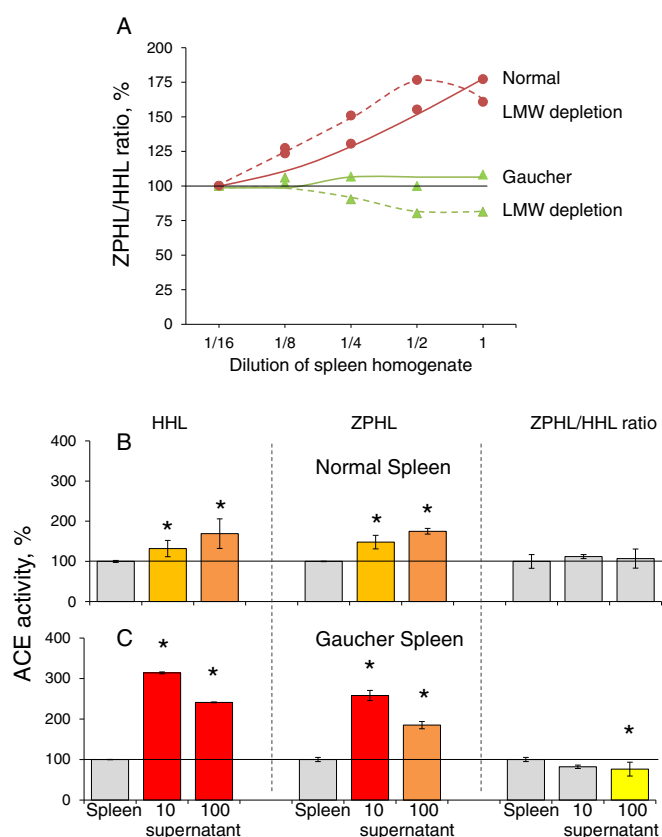 A
ZPHL/HHL ratio, %
200
175
150
125
100
75
50
25
0
Normal
LMW depletion
Gaucher
LMW depletion
1/16 1/8 1/4 1/2 1
Dilution of spleen homogenate
HHL ZPHL ZPHL/HHL ratio
B
Normal Spleen
400
300
200
100
0
* * * *
ACE activity, %
C
Gaucher Spleen
400
300
200
100
0
* * * * *
Spleen 10 100 Spleen 10 100 Spleen 10 100
supernatant supernatant supernatant